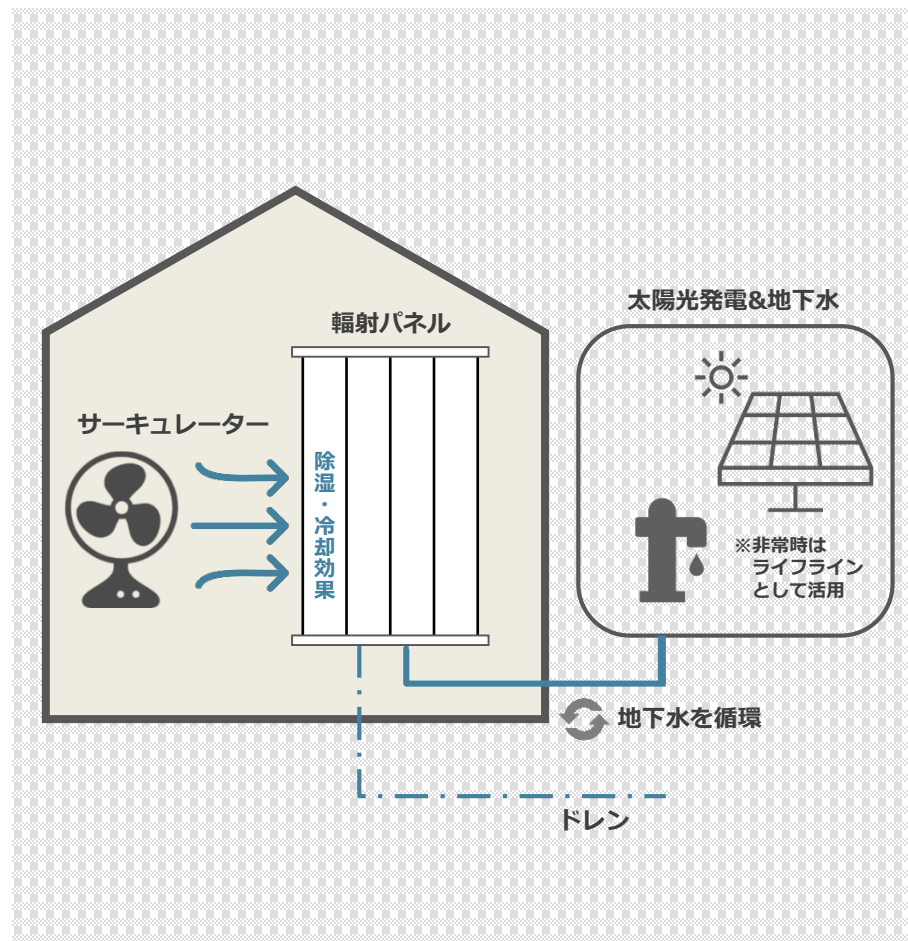 太陽光発電&地下水
輻射パネル
サーキュレーター
除湿・冷却効果
※非常時は
ライフライン
として活用
地下水を循環
ドレン